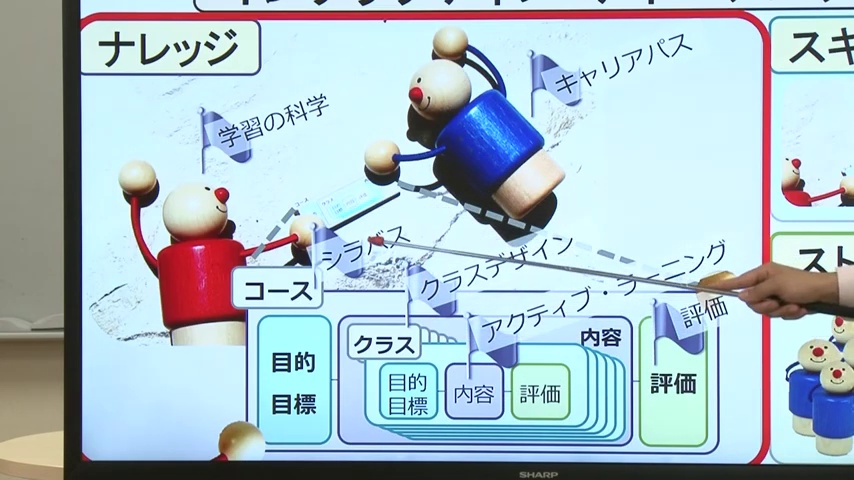 ナレッジ
スキ
キャリアパス
学習の科学
シラバス
クラスデザイン
アクティブ・ラーニング
評価
コース
目的
目標
クラス
内容
目的
目標
内容
評価
評価
スト
SHARP